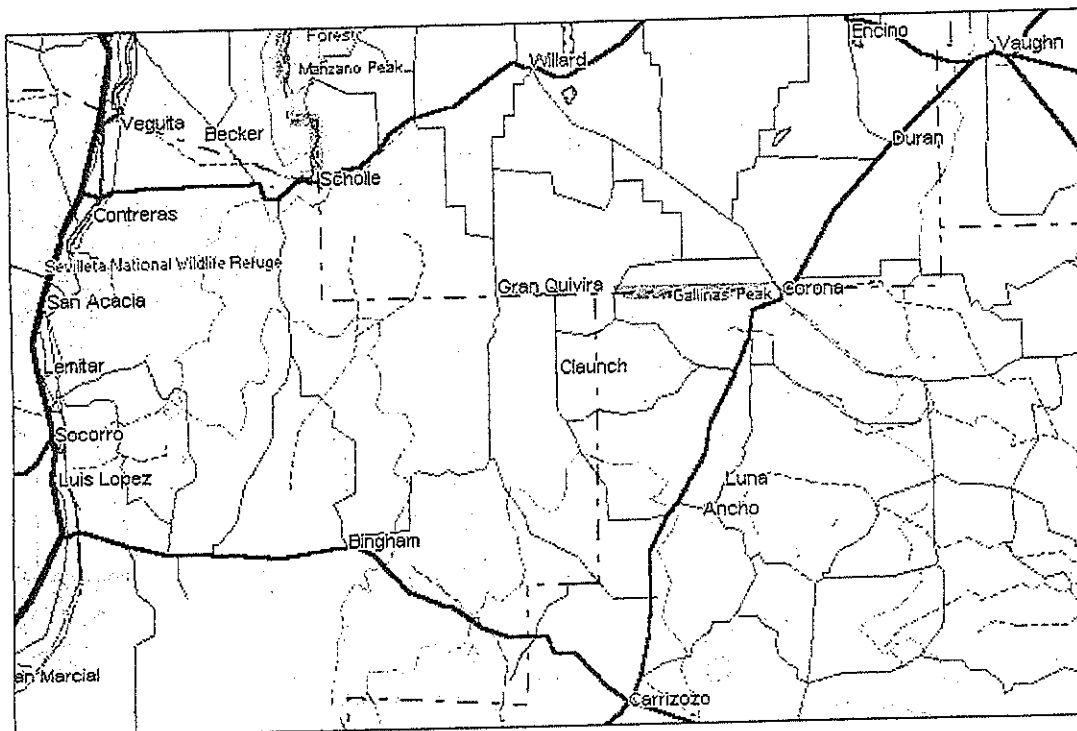 Forest
Encino
Vaughn
Manzano Peak
Willard
Veguita
Becker
Duran
Scholle
Contreras
Sevilleta National Wildlife Refuge
San Acacia
Gran Quivira
Gallinas Peak
Corona
Lemitar
Claunch
Socorro
Luis Lopez
Luna
Ancho
Bingham
an Marcial
Carrizozo